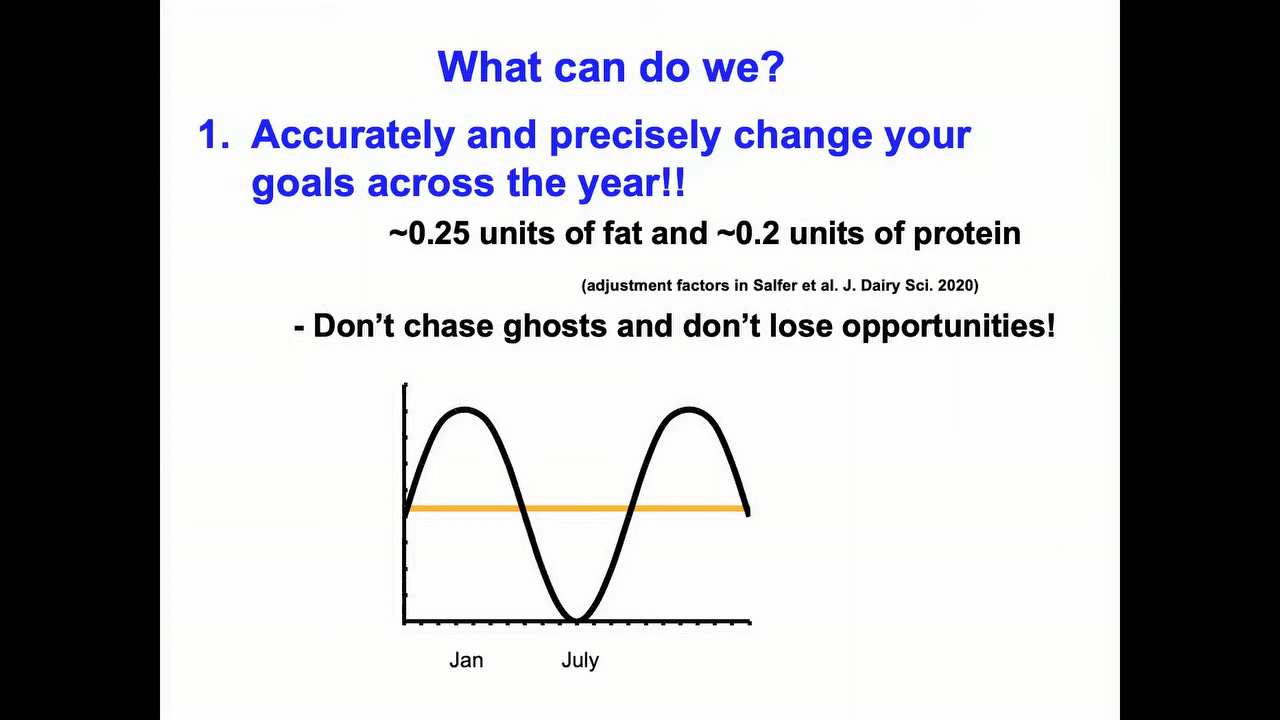 What can do we?
1. Accurately and precisely change your
goals across the year!!
~0.25 units of fat and ~0.2 units of protein
(adjustment factors in Salfer et al. J. Dairy Sci. 2020)
- Don’t chase ghosts and don’t lose opportunities!
Jan July